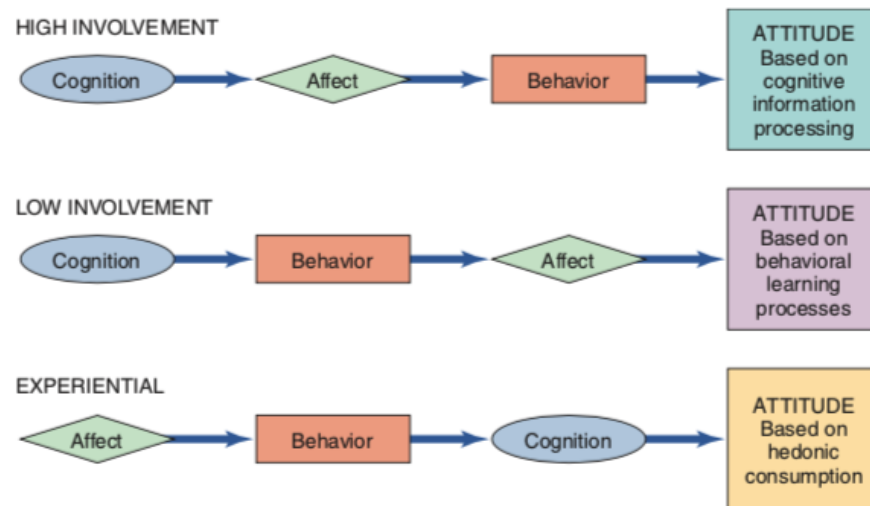 HIGH INVOLVEMENT
Cognition
Affect
Behavior
ATTITUDE
Based on
cognitive
information
processing
LOW INVOLVEMENT
Cognition
Behavior
Affect
ATTITUDE
Based on
behavioral
learning
processes
EXPERIENTIAL
Affect
Behavior
Cognition
ATTITUDE
Based on
hedonic
consumption